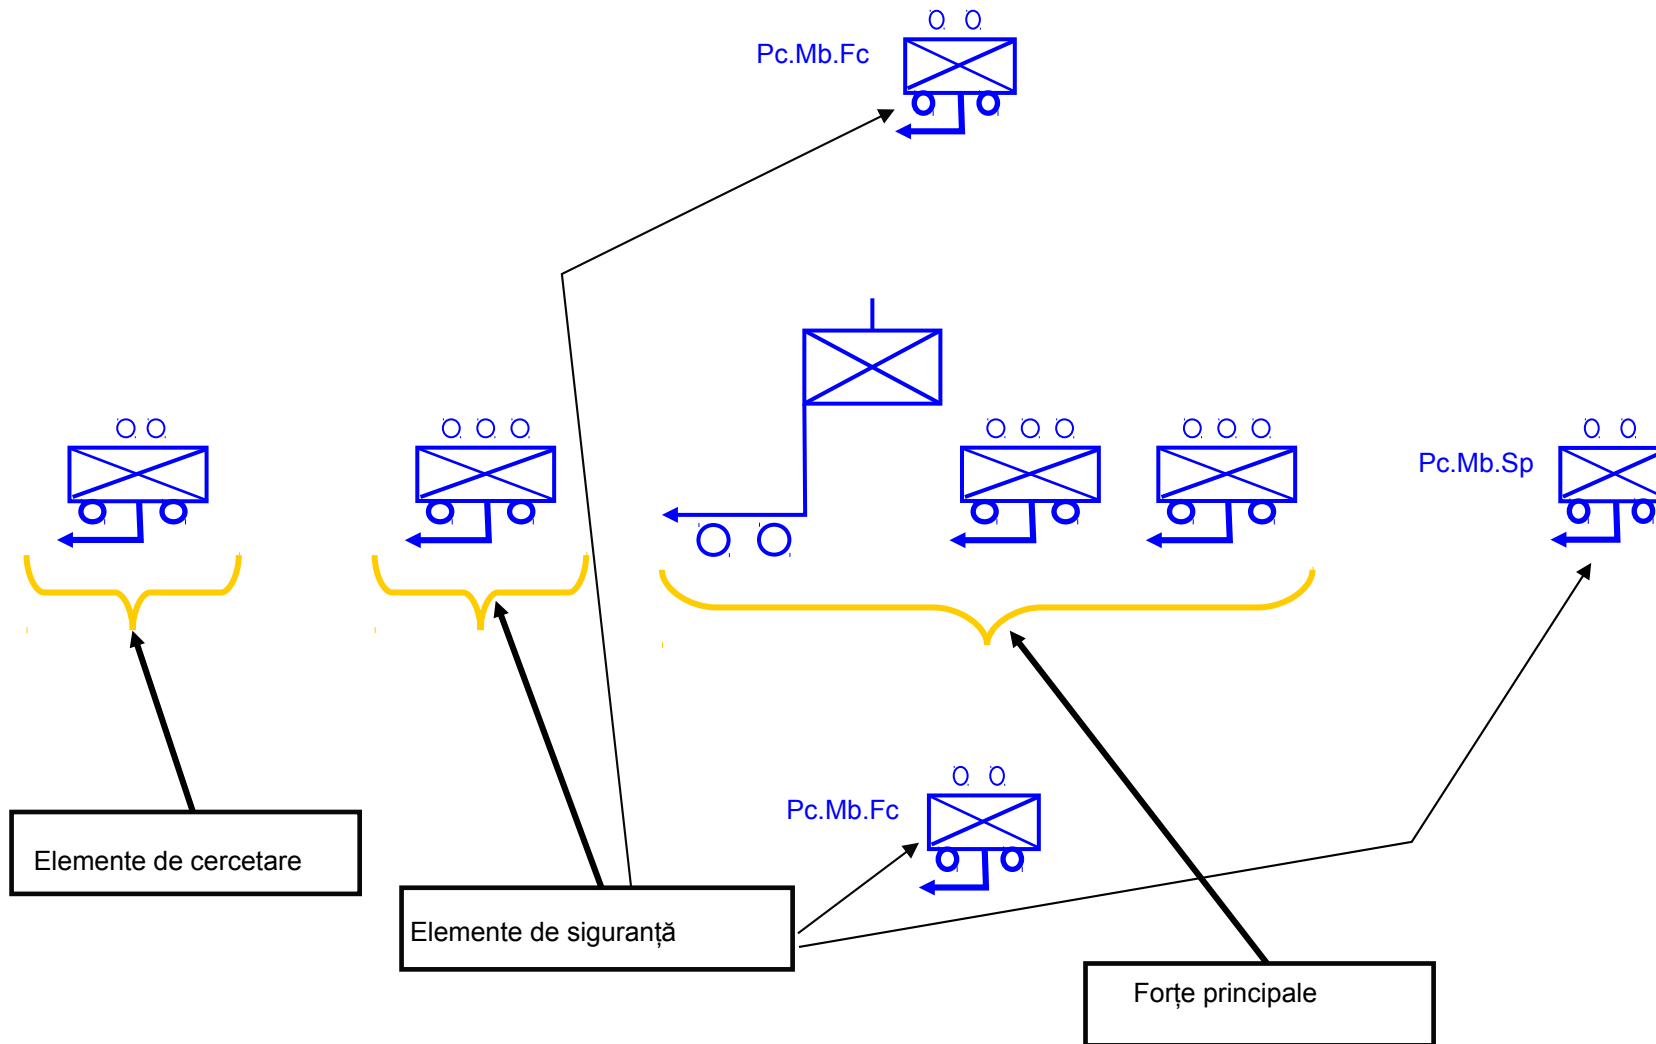 Pc.Mb.Fc
Pc.Mb.Sp
Pc.Mb.Fc
Elemente de cercetare
Elemente de siguranță
Forțe principale